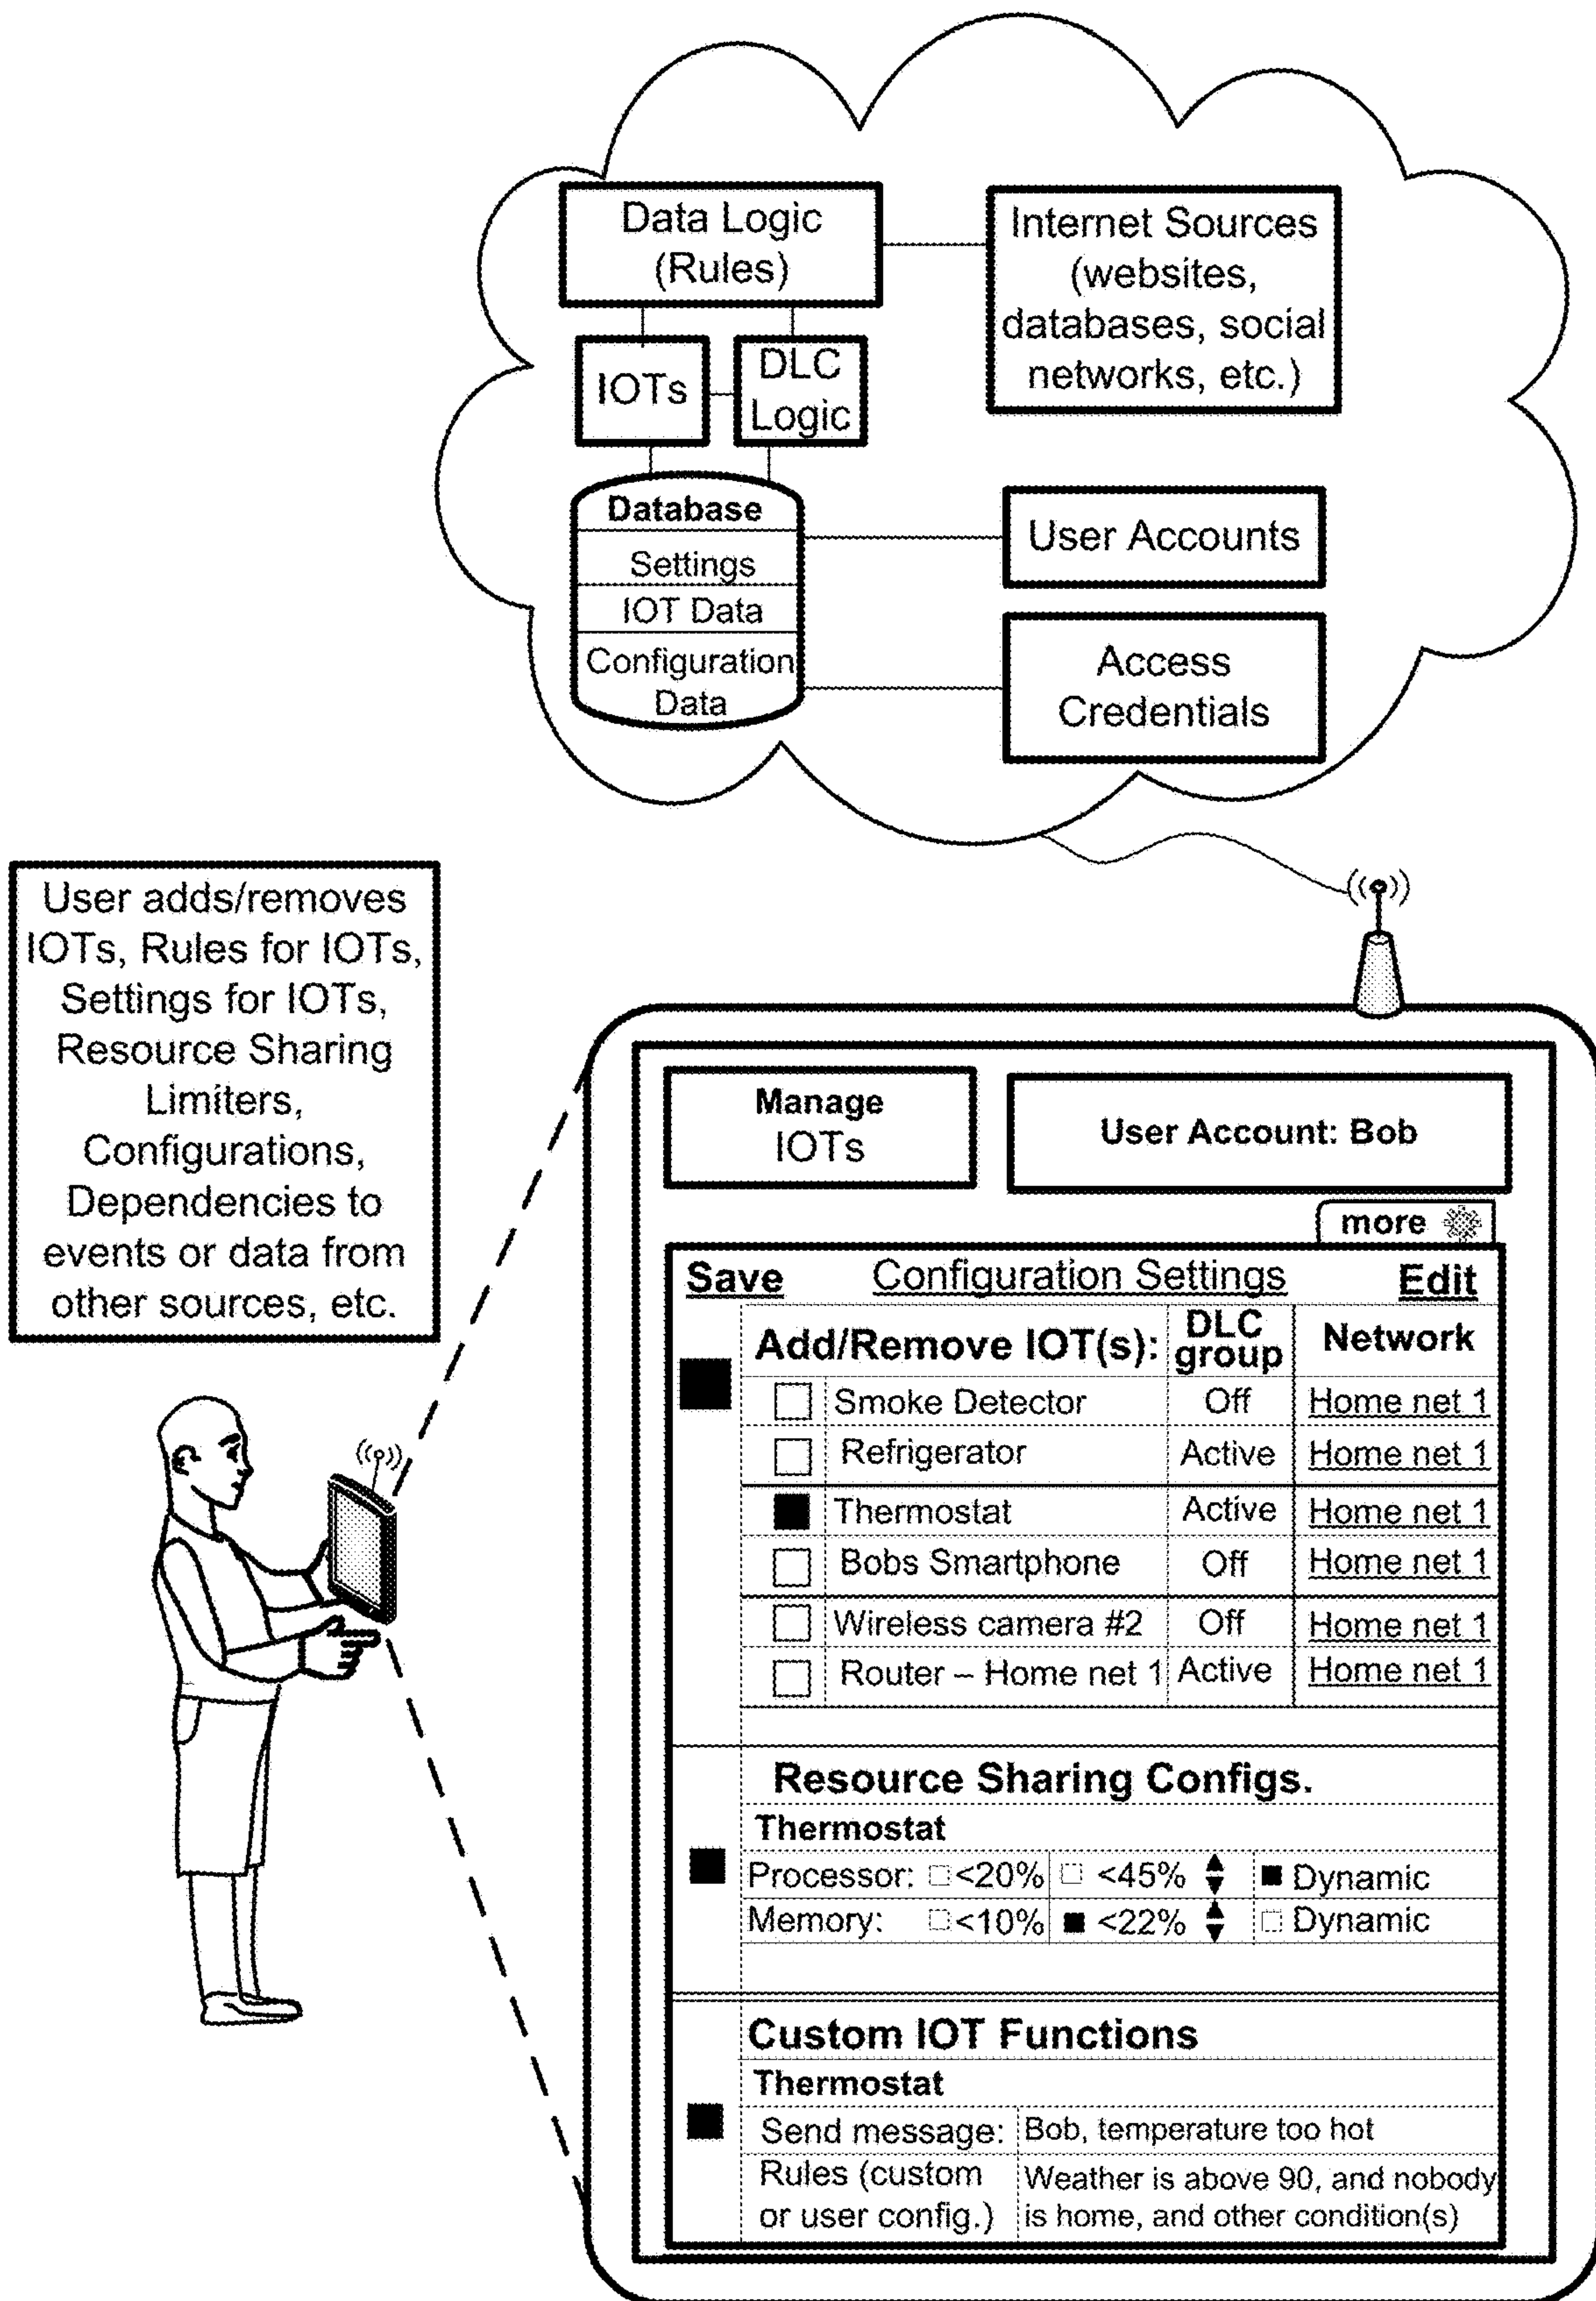 Data Logic
(Rules)
Internet Sources
(websites,
databases, social
networks, etc.)
IOTs
DLC
Logic
Database
Settings
IOT Data
Configuration
Data
User Accounts
Access
Credentials
User adds/removes
IOTs, Rules for IOTs,
Settings for IOTs,
Resource Sharing
Limiters,
Configurations,
Dependencies to
events or data from
other sources, etc.
Manage
IOTs
User Account: Bob
more
Save Configuration Settings Edit
Add/Remove IOT(s): DLC group Network
Smoke Detector Off Home net 1
Refrigerator Active Home net 1
Thermostat Active Home net 1
Bobs Smartphone Off Home net 1
Wireless camera #2 Off Home net 1
Router – Home net 1 Active Home net 1
Resource Sharing Configs.
Thermostat
Processor: <20% <45% Dynamic
Memory: <10% <22% Dynamic
Custom IOT Functions
Thermostat
Send message: Bob, temperature too hot
Rules (custom
or user config.)
Weather is above 90, and nobody
is home, and other condition(s)